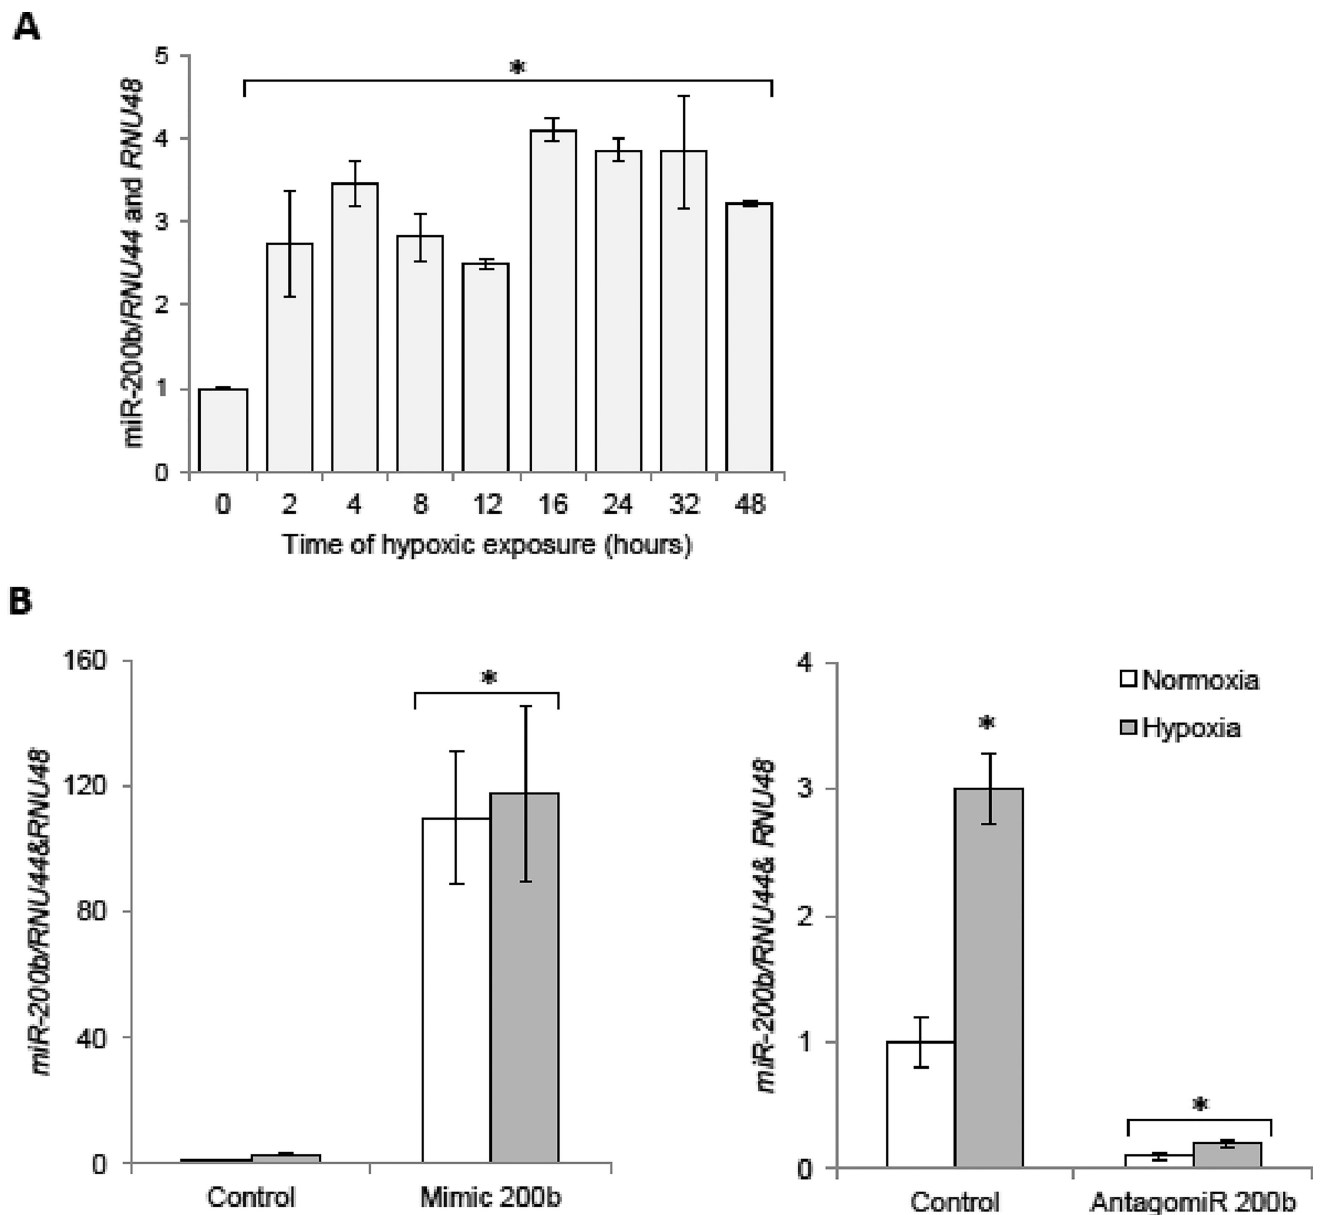 A
5
*
4
3
2
1
0
miR-200b/RNU44 and RNU48
0 2 4 8 12 16 24 32 48
Time of hypoxic exposure (hours)
B
160
120
80
40
0
miR-200b/RNU44&RNU48
*
Control Mimic 200b
4
3
2
1
0
miR-200b/RNU44& RNU48
*
*
Normoxia
Hypoxia
Control AntagomiR 200b